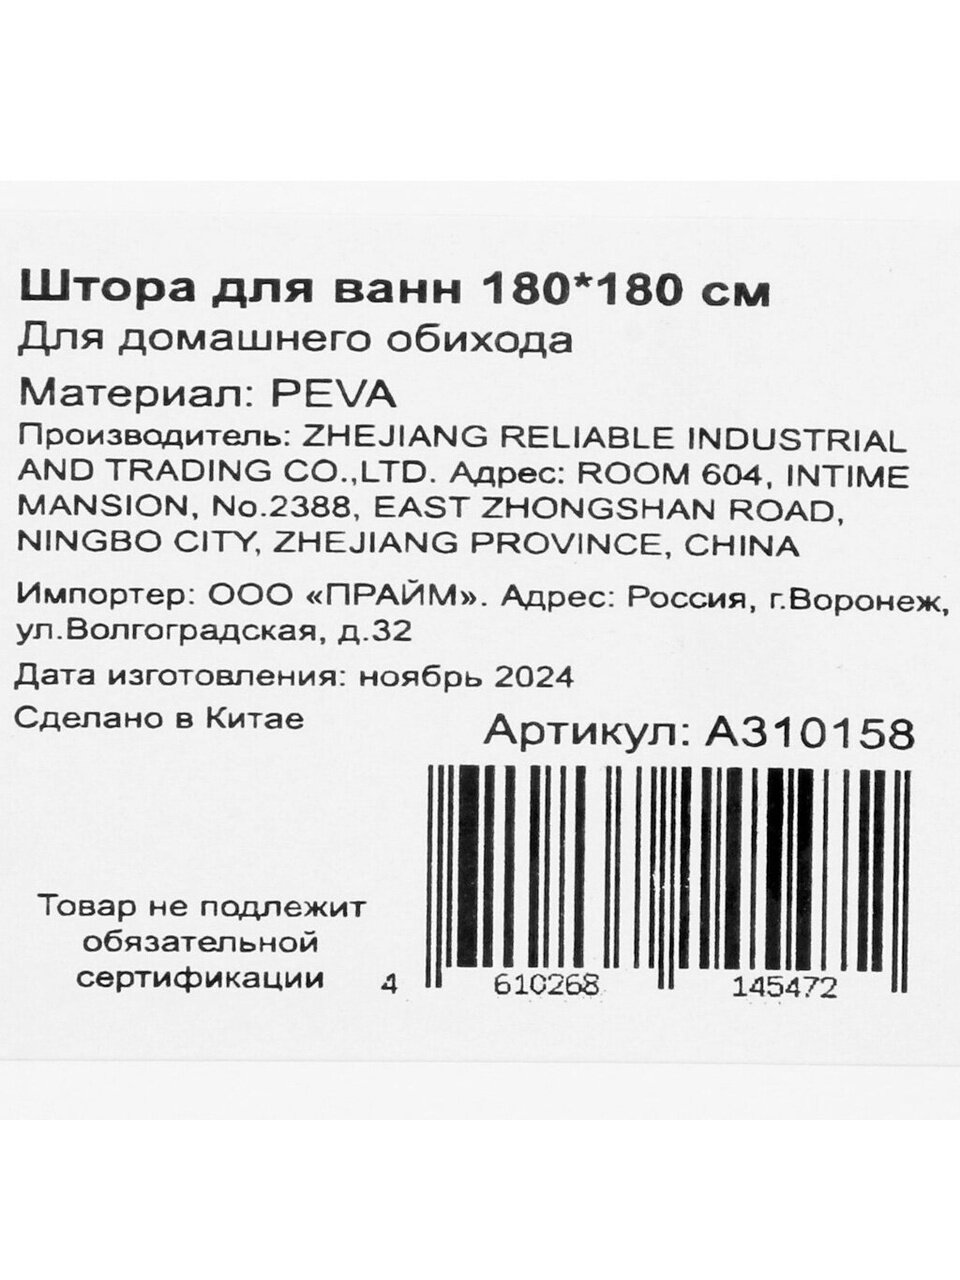 Штора для ванн 180*180 см
Для домашнего обихода
Материал: PEVA
Производитель: ZHEJIANG RELIABLE INDUSTRIAL
AND TRADING CO.,LTD. Адрес: ROOM 604, INTIME
MANSION, No.2388, EAST ZHONGSHAN ROAD,
NINGBO CITY, ZHEJIANG PROVINCE, CHINA
Импортер: ООО «ПРАЙМ». Адрес: Россия, г.Воронеж,
ул.Волгоградская, д.32
Дата изготовления: ноябрь 2024
Сделано в Китае
Артикул: А310158
Товар не подлежит
обязательной
сертификации
4 610268 145472